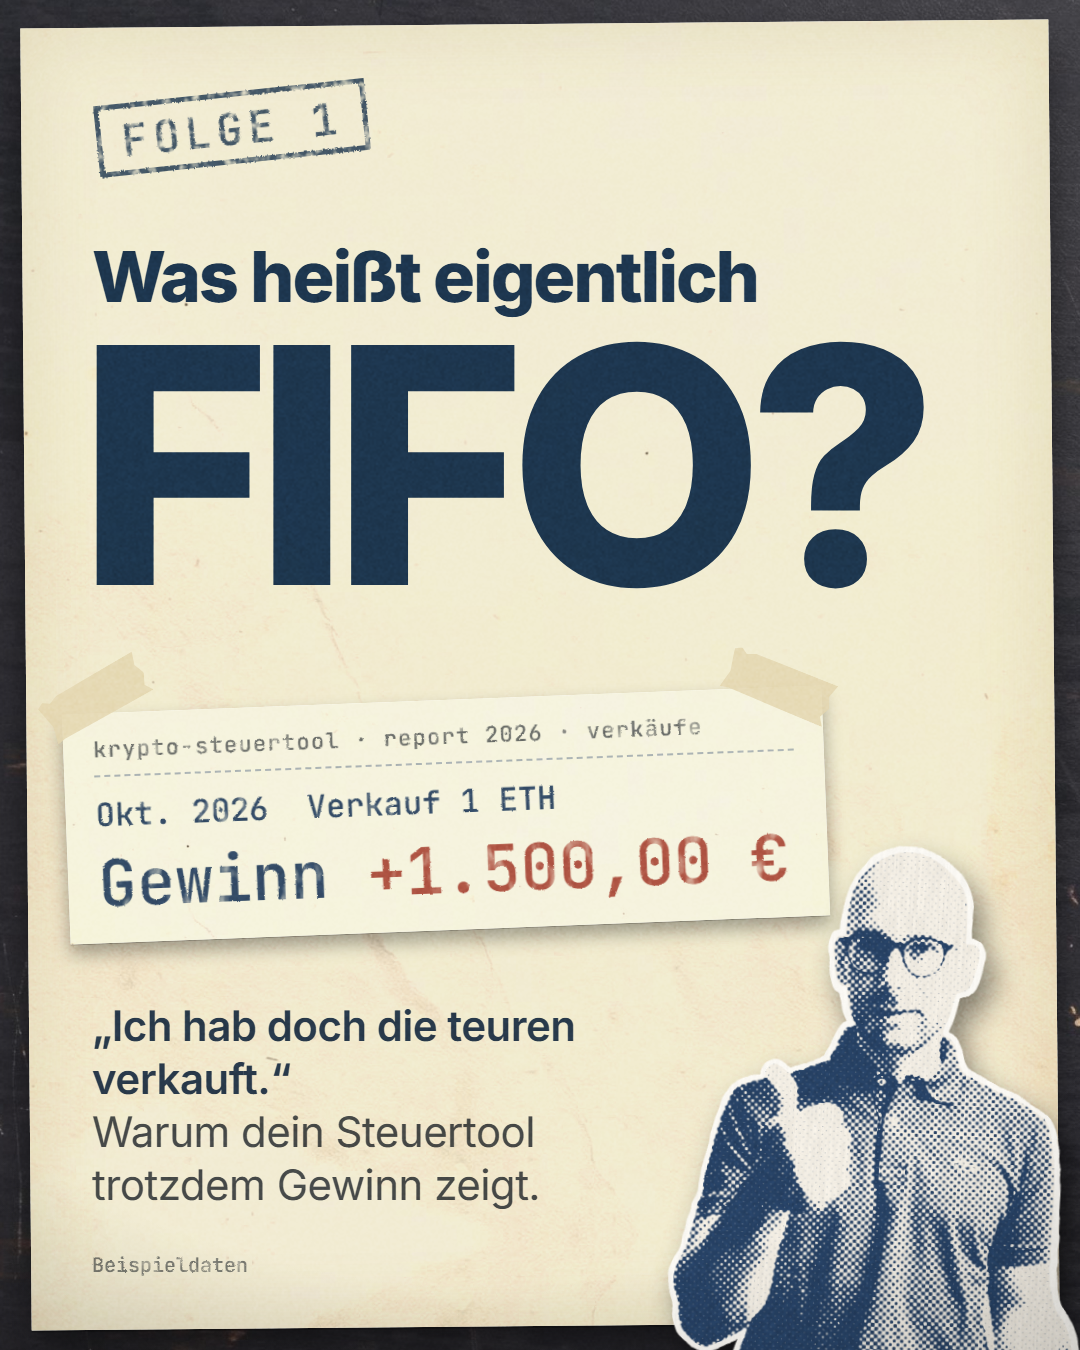 FOLGE 1
Was heißt eigentlich
FIFO?
krypto-steuertool · report 2026 · verkäufe
Okt. 2026 Verkauf 1 ETH
Gewinn +1.500,00 €
„Ich hab doch die teuren
verkauft.“
Warum dein Steuertool
trotzdem Gewinn zeigt.
Beispieldaten